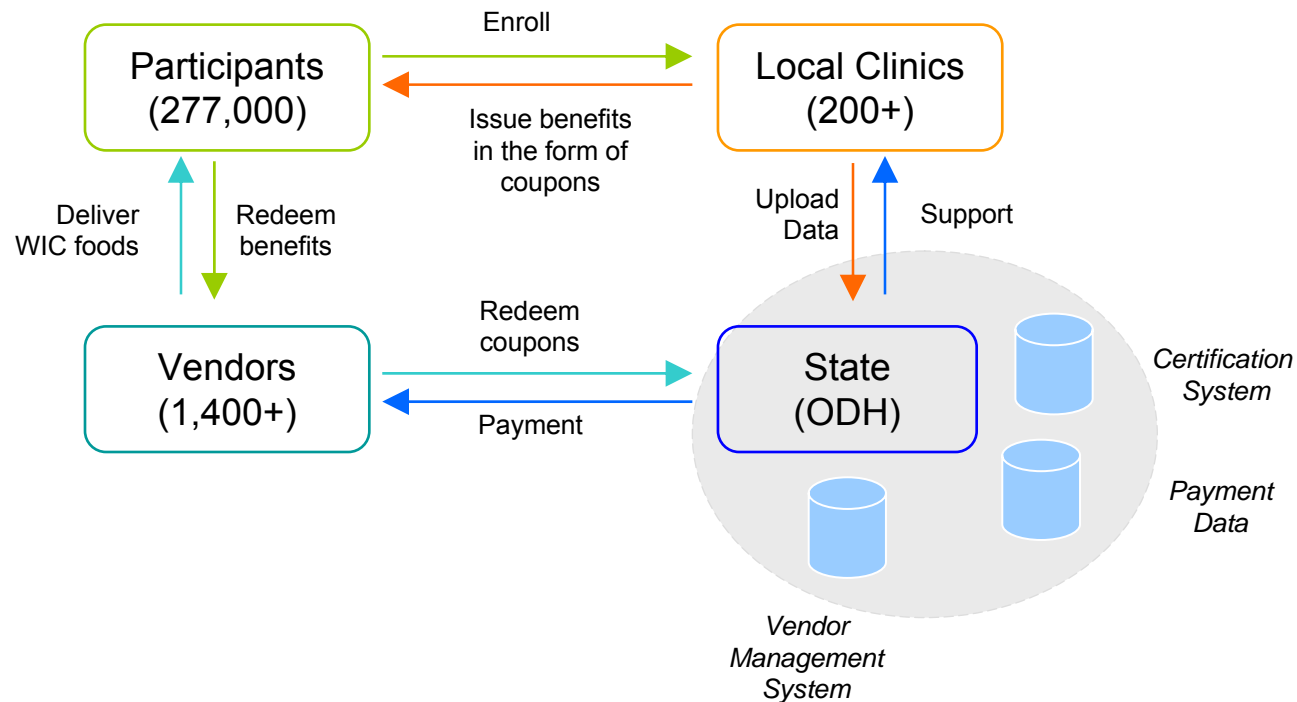 Enroll
Participants
(277,000)
Local Clinics
(200+)
Issue benefits
in the form of
coupons
Deliver
WIC foods
Redeem
benefits
Upload
Data
Support
Redeem
coupons
Vendors
(1,400+)
State
(ODH)
Payment
Certification
System
Payment
Data
Vendor
Management
System